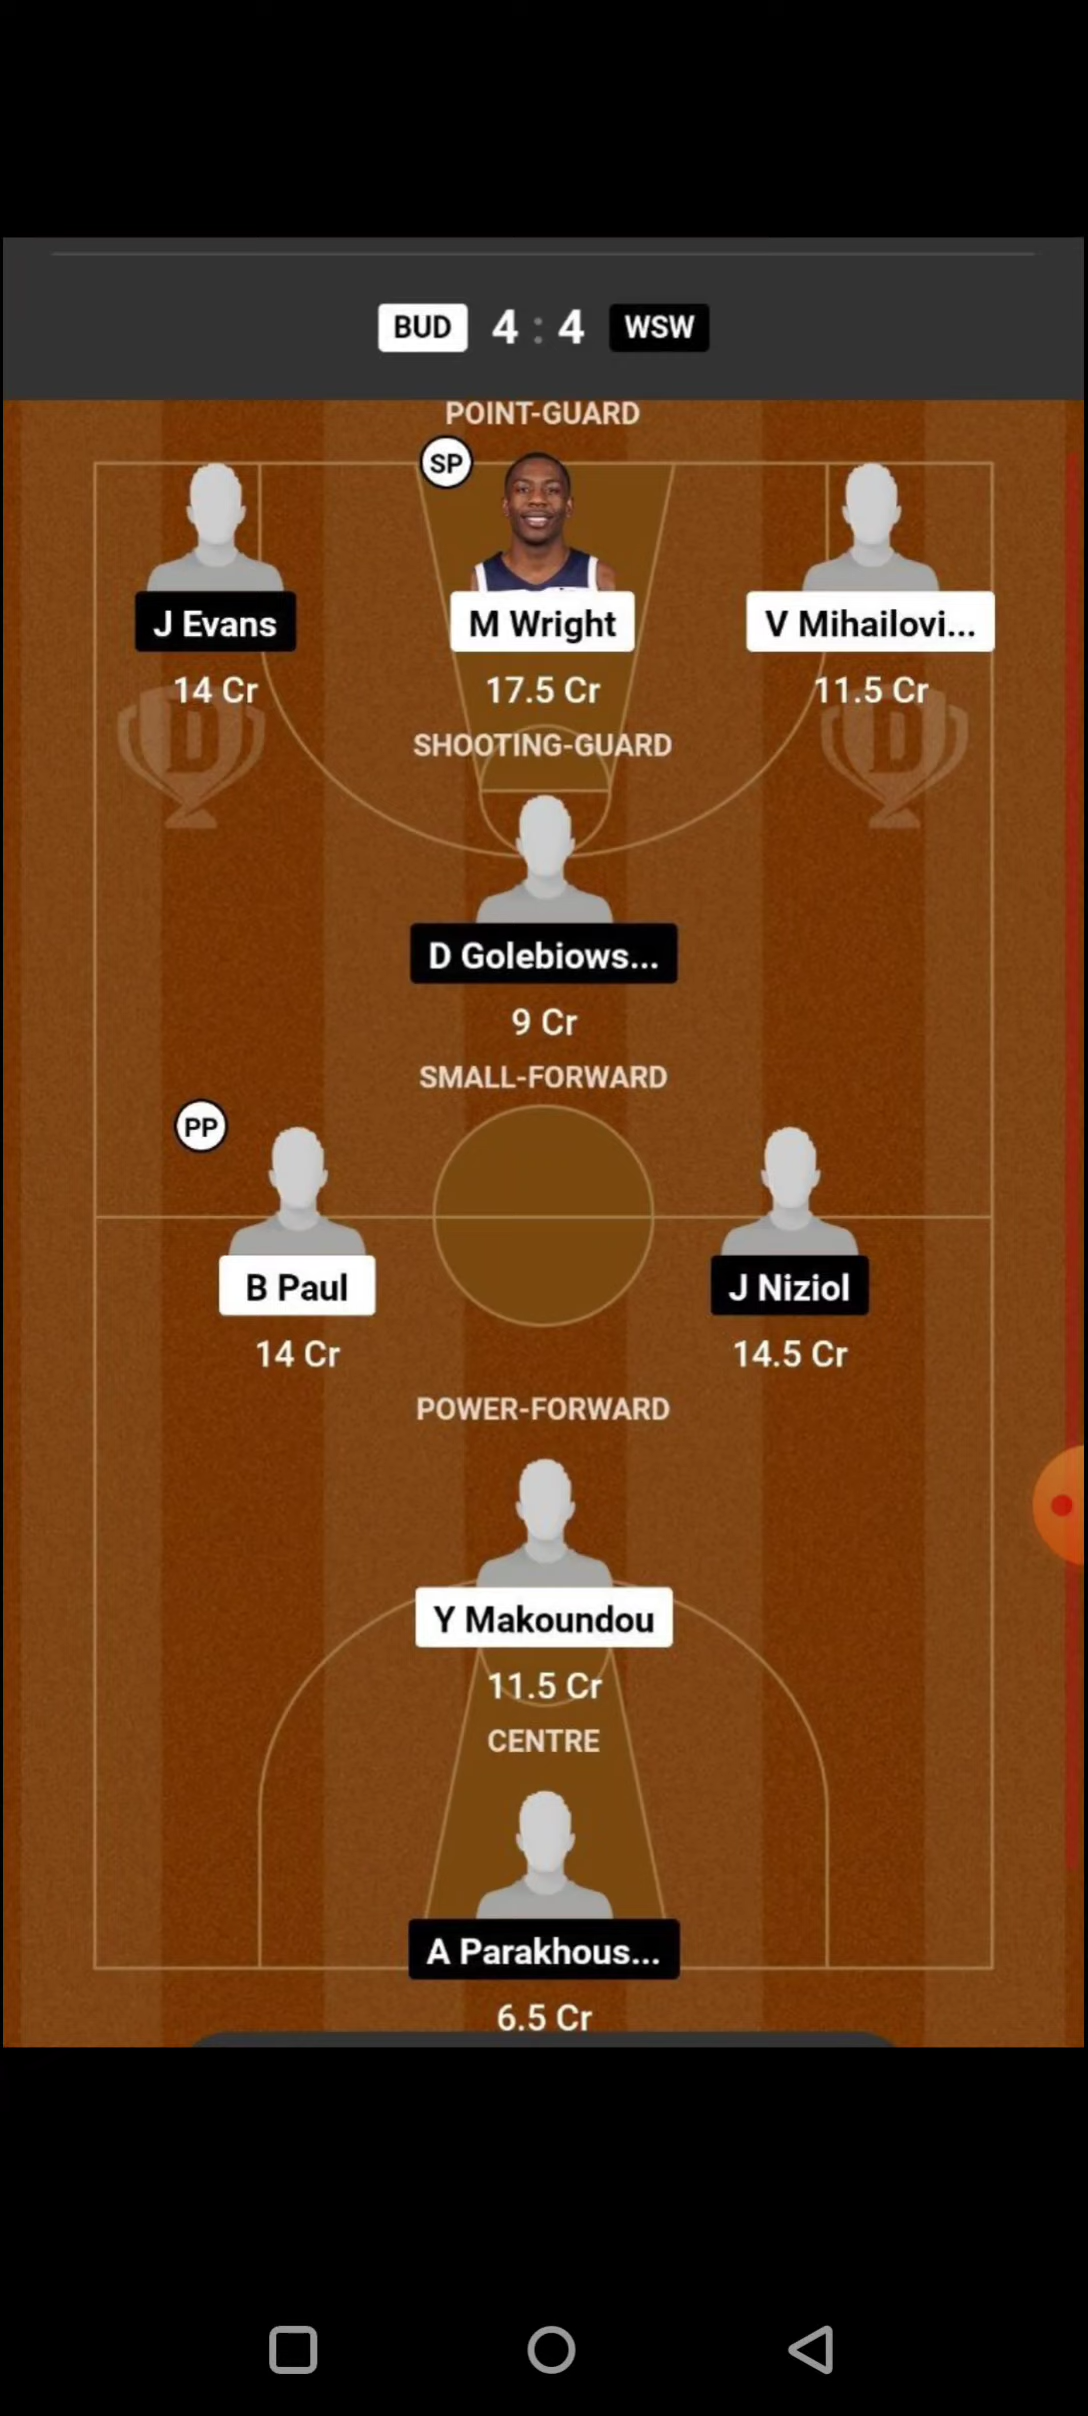 BUD 4 : 4 WSW
POINT-GUARD
SP
J Evans M Wright V Mihailovi...
14 Cr 17.5 Cr 11.5 Cr
SHOOTING-GUARD
D Golebiows...
9 Cr
SMALL-FORWARD
PP
B Paul J Niziol
14 Cr 14.5 Cr
POWER-FORWARD
Y Makoundou
11.5 Cr
CENTRE
A Parakhous...
6.5 Cr